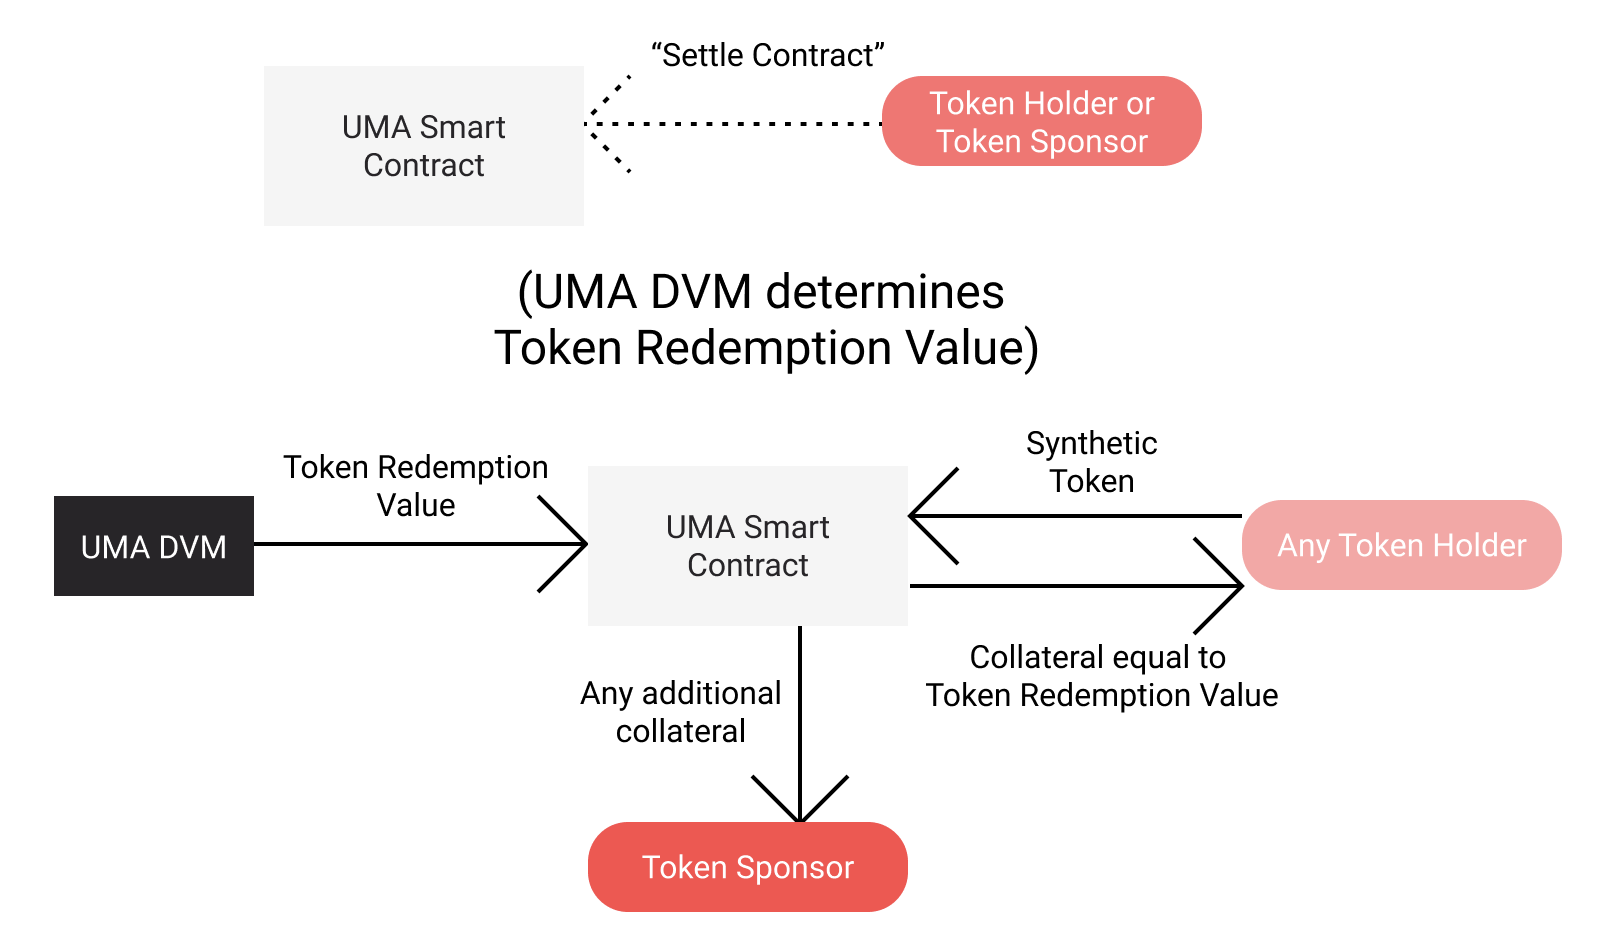 “Settle Contract”
UMA Smart
Contract
Token Holder or
Token Sponsor
(UMA DVM determines
Token Redemption Value)
Token Redemption
Value
UMA DVM
UMA Smart
Contract
Synthetic
Token
Any Token Holder
Collateral equal to
Token Redemption Value
Any additional
collateral
Token Sponsor